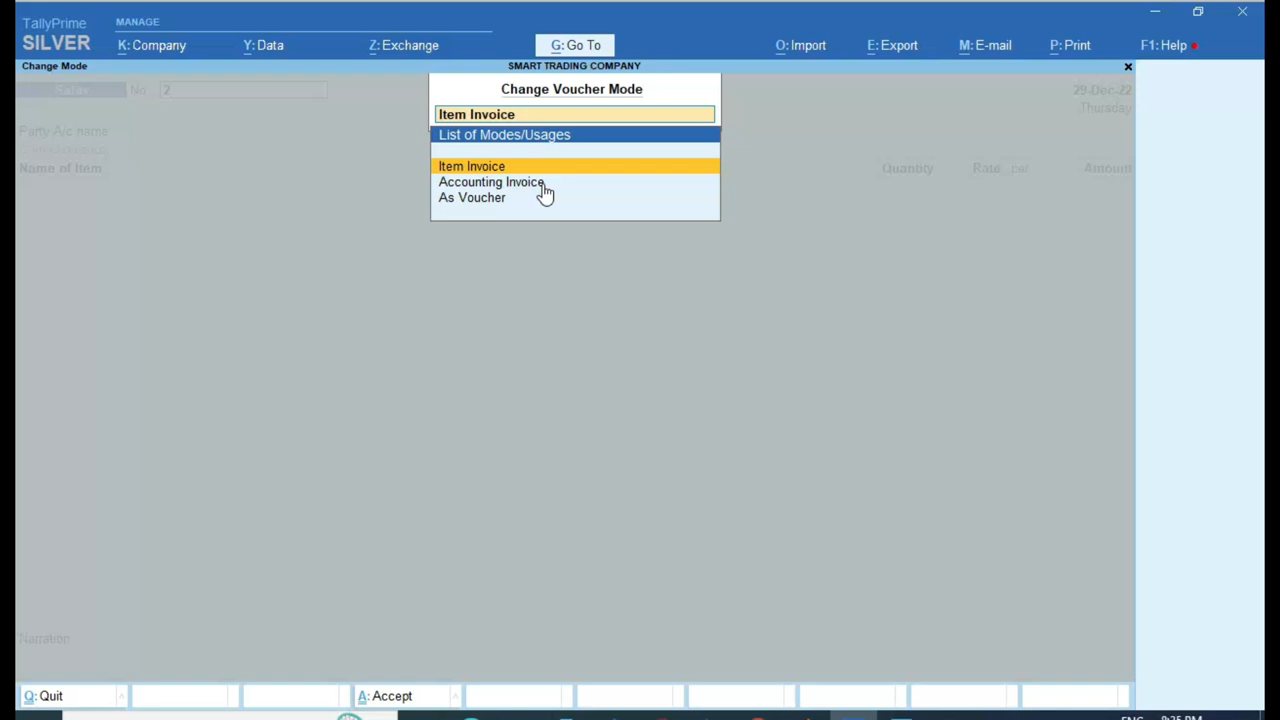 TallyPrime
MANAGE
SILVER
K: Company
Y: Data
Z: Exchange
G: Go To
O: Import
E: Export
M: E-mail
P: Print
F1: Help
Change Mode
SMART TRADING COMPANY
Change Voucher Mode
Sales
No. 2
29-Dec-22
Thursday
Item Invoice
Party A/c name
List of Modes/Usages
Name of Item
Quantity
Rate per
Amount
Item Invoice
Accounting Invoice
As Voucher
Narration
Q: Quit
A: Accept